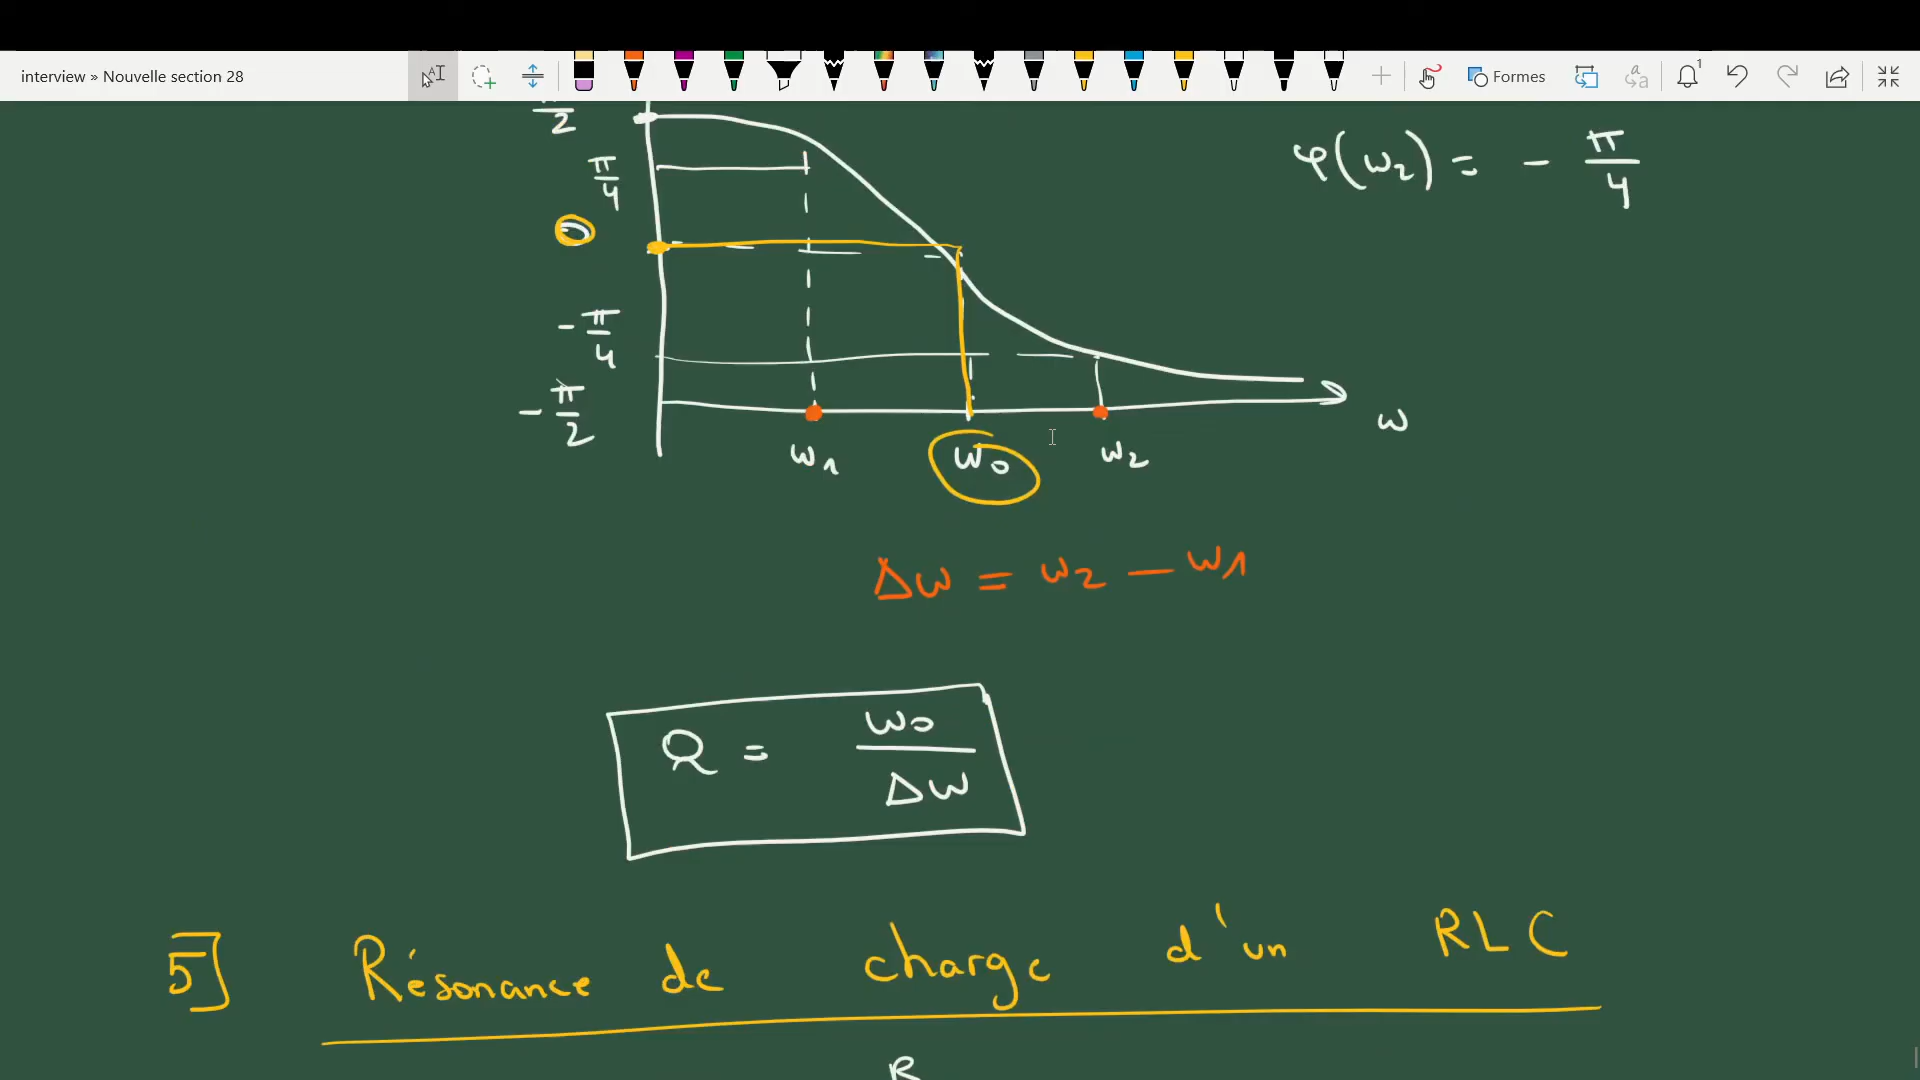 interview » Nouvelle section 28
Formes
1
π/2
π/4
0
-π/4
-π/2
φ(ω2) = - π/4
ω1
ω0
ω2
ω
Δω = ω2 - ω1
Q = ω0/Δω
5] Résonance de charge d'un RLC
R